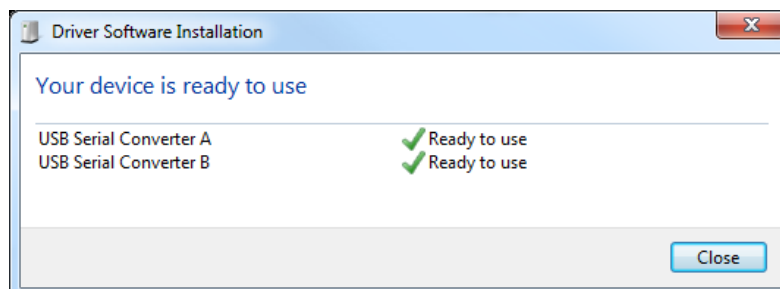 Driver Software Installation
Your device is ready to use
USB Serial Converter A Ready to use
USB Serial Converter B Ready to use
Close